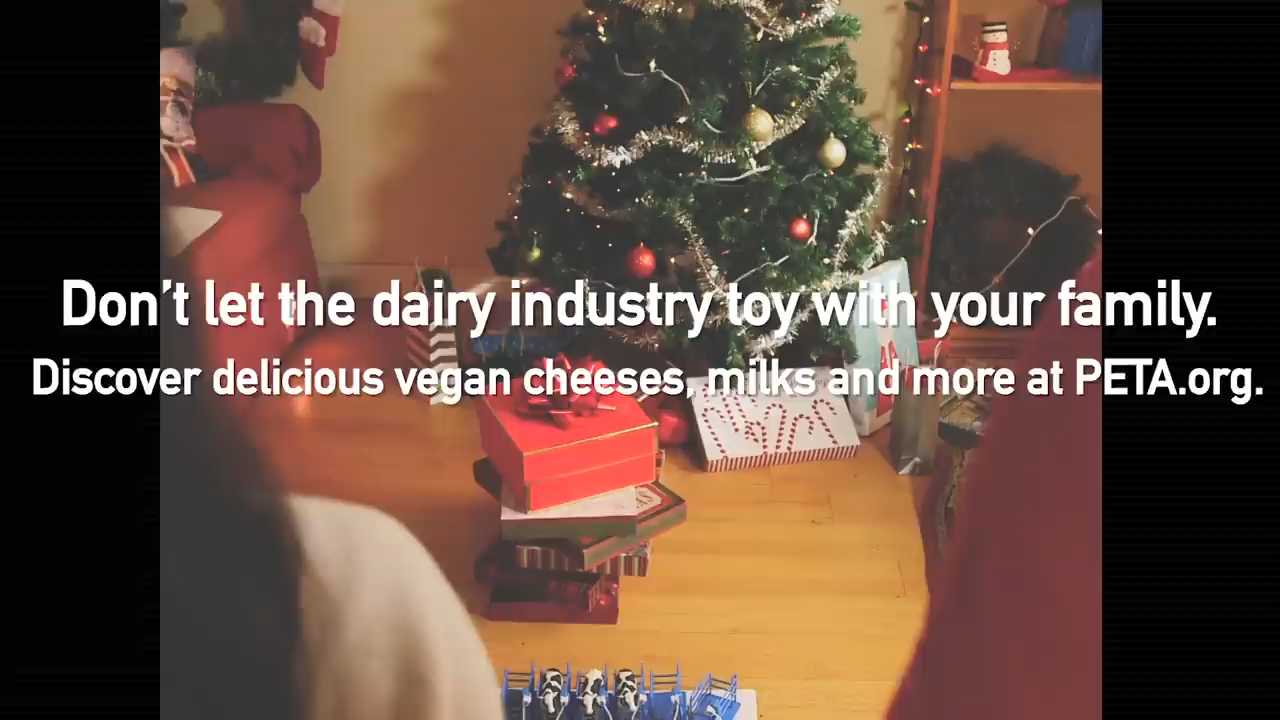 Don't let the dairy industry toy with your family.
Discover delicious vegan cheeses, milks and more at PETA.org.